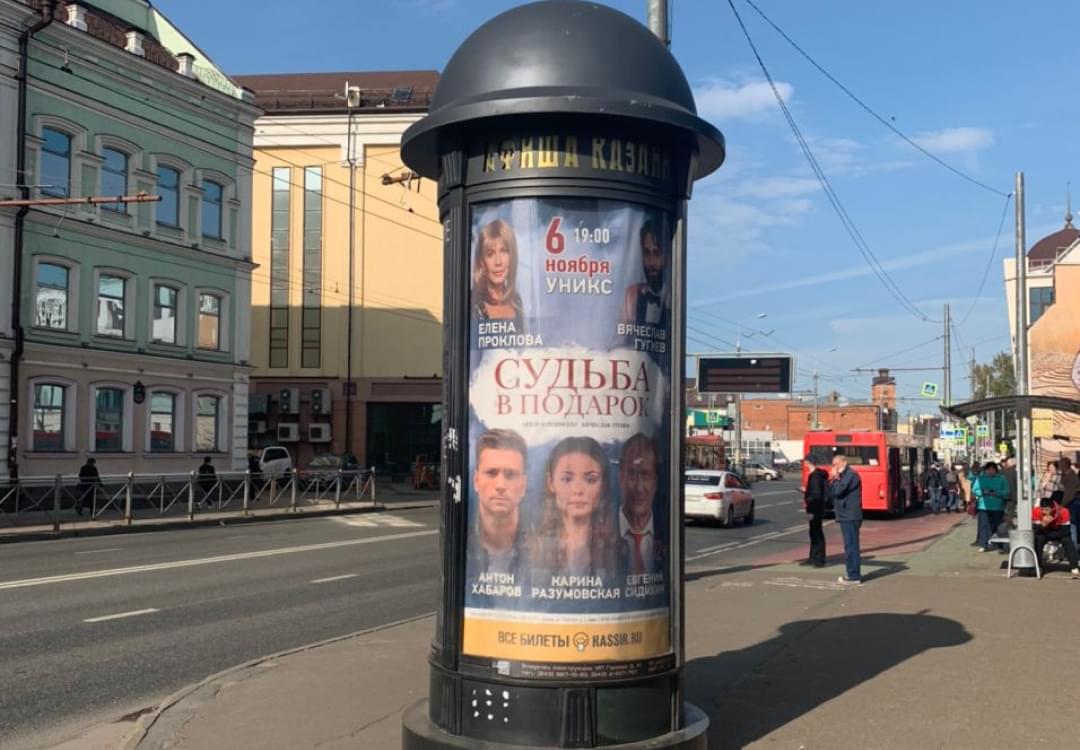 АФИША КАЗАНИ
6 19:00
ноября
УНИКС
ЕЛЕНА
ПРОКЛОВА
ВЯЧЕСЛАВ
ГУГИЕВ
СУДЬБА
В ПОДАРОК
АНТОН
ХАБАРОВ
КАРИНА
РАЗУМОВСКАЯ
ЕВГЕНИЙ
СИДИХИН
ВСЕ БИЛЕТЫ KASSIR.RU